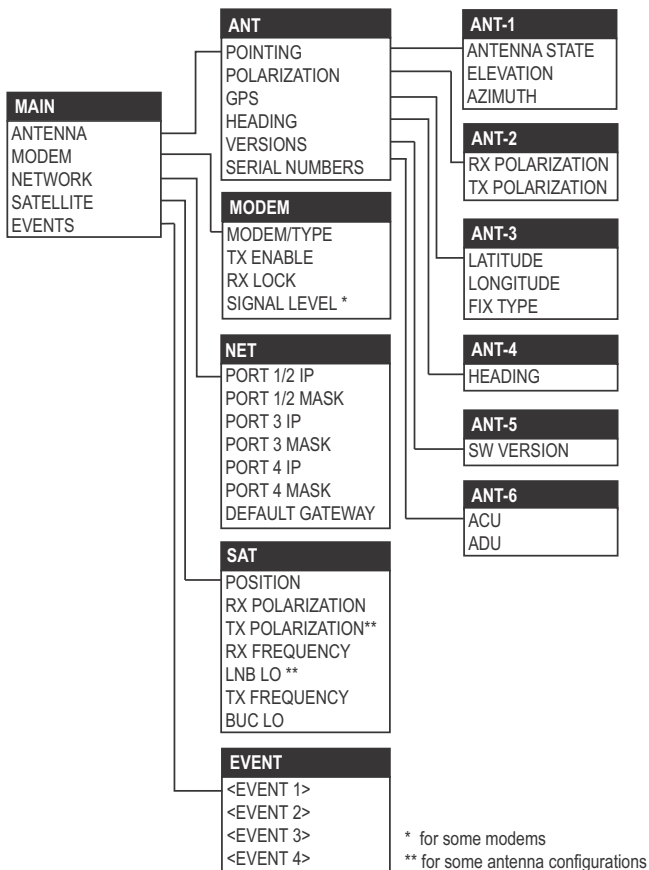 MAIN
ANTENNA
MODEM
NETWORK
SATELLITE
EVENTS
ANT
POINTING
POLARIZATION
GPS
HEADING
VERSIONS
SERIAL NUMBERS
MODEM
MODEM/TYPE
TX ENABLE
RX LOCK
SIGNAL LEVEL *
NET
PORT 1/2 IP
PORT 1/2 MASK
PORT 3 IP
PORT 3 MASK
PORT 4 IP
PORT 4 MASK
DEFAULT GATEWAY
SAT
POSITION
RX POLARIZATION
TX POLARIZATION**
RX FREQUENCY
LNB LO **
TX FREQUENCY
BUC LO
EVENT
<EVENT 1>
<EVENT 2>
<EVENT 3>
<EVENT 4>
ANT-1
ANTENNA STATE
ELEVATION
AZIMUTH
ANT-2
RX POLARIZATION
TX POLARIZATION
ANT-3
LATITUDE
LONGITUDE
FIX TYPE
ANT-4
HEADING
ANT-5
SW VERSION
ANT-6
ACU
ADU
* for some modems
** for some antenna configurations